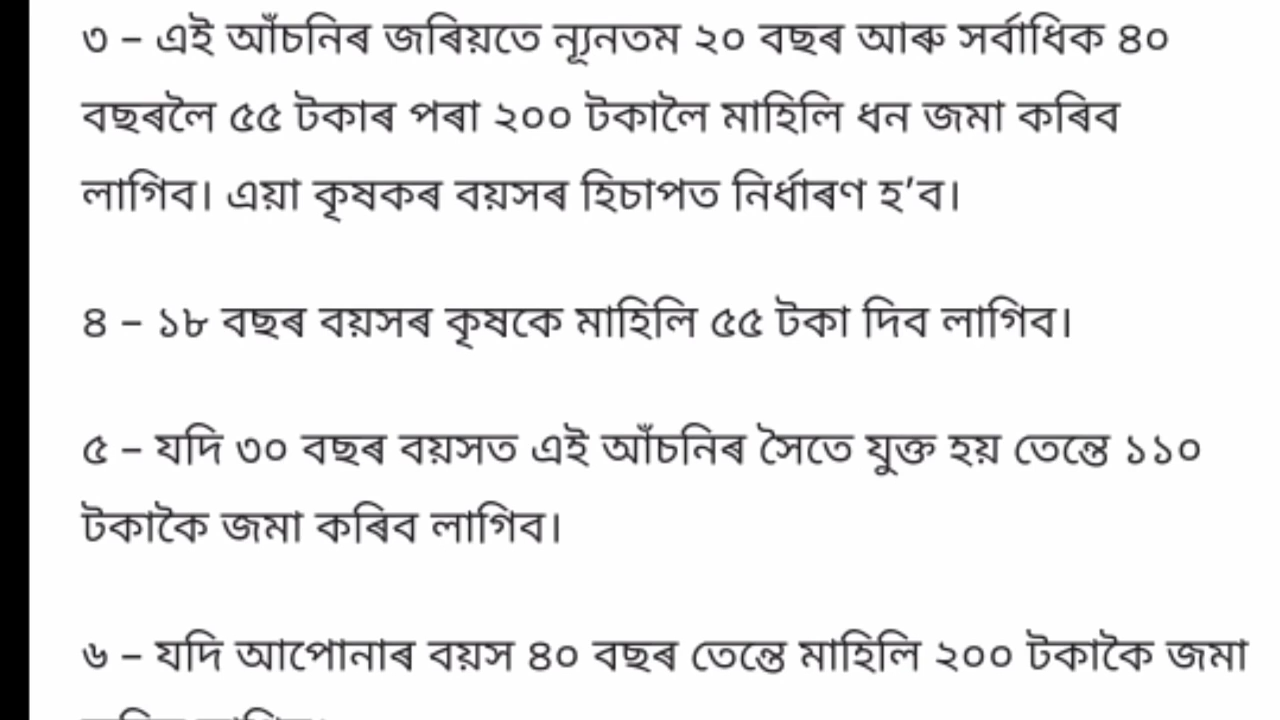 ৩ – এই আঁচনিৰ জৰিয়তে ন্যূনতম ২০ বছৰ আৰু সৰ্বাধিক ৪০
বছৰলৈ ৫৫ টকাৰ পৰা ২০০ টকালৈ মাহিলি ধন জমা কৰিব
লাগিব। এয়া কৃষকৰ বয়সৰ হিচাপত নিৰ্ধাৰণ হ’ব।
৪ – ১৮ বছৰ বয়সৰ কৃষকে মাহিলি ৫৫ টকা দিব লাগিব।
৫ – যদি ৩০ বছৰ বয়সত এই আঁচনিৰ সৈতে যুক্ত হয় তেন্তে ১১০
টকাকৈ জমা কৰিব লাগিব।
৬ – যদি আপোনাৰ বয়স ৪০ বছৰ তেন্তে মাহিলি ২০০ টকাকৈ জমা